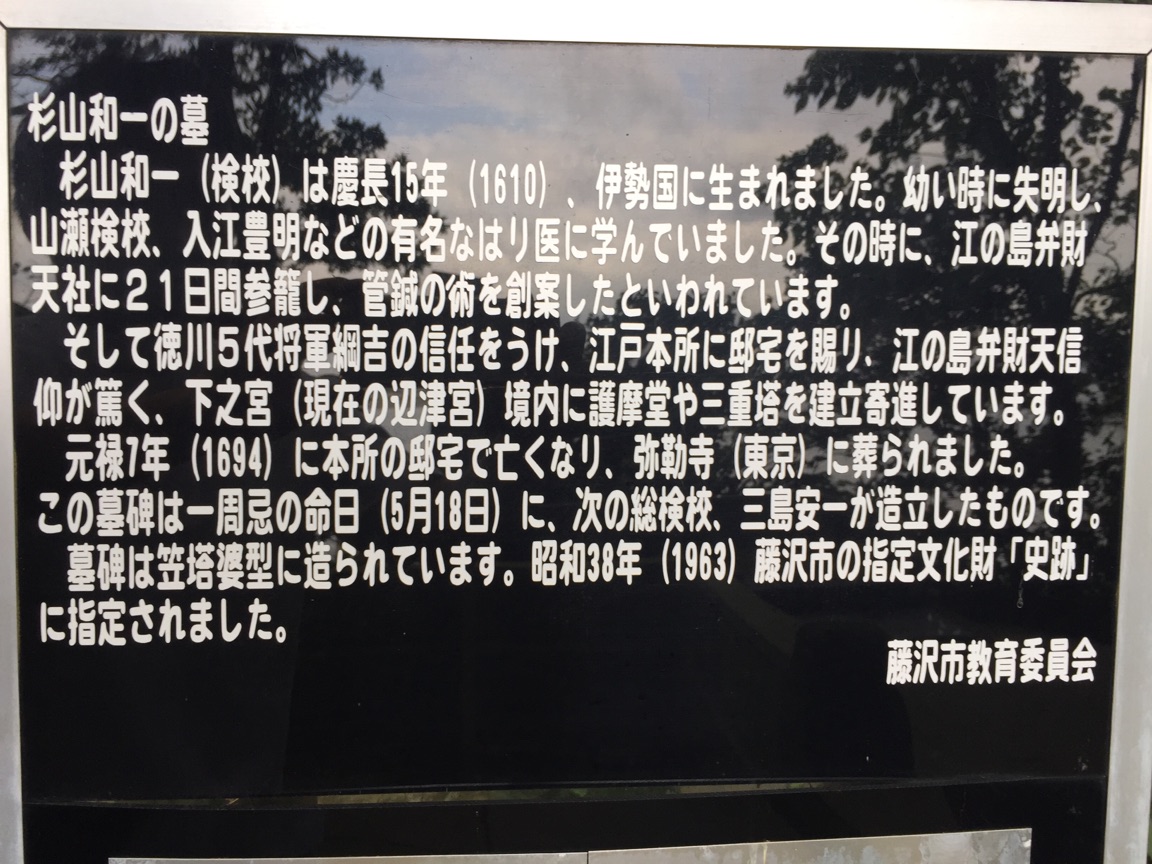 杉山和一の墓
杉山和一（検校）は慶長15年（1610）、伊勢国に生まれました。幼い時に失明し、
山瀬検校、入江豊明などの有名なはり医に学んでいました。その時に、江の島弁財
天社に２１日間参籠し、管鍼の術を創案したといわれています。
そして徳川５代将軍綱吉の信任をうけ、江戸本所に邸宅を賜り、江の島弁財天信
仰が篤く、下之宮（現在の辺津宮）境内に護摩堂や三重塔を建立寄進しています。
元禄7年（1694）に本所の邸宅で亡くなり、弥勒寺（東京）に葬られました。
この墓碑は一周忌の命日（5月18日）に、次の総検校、三島安一が造立したものです。
墓碑は笠塔婆型に造られています。昭和38年（1963）藤沢市の指定文化財「史跡」
に指定されました。
藤沢市教育委員会